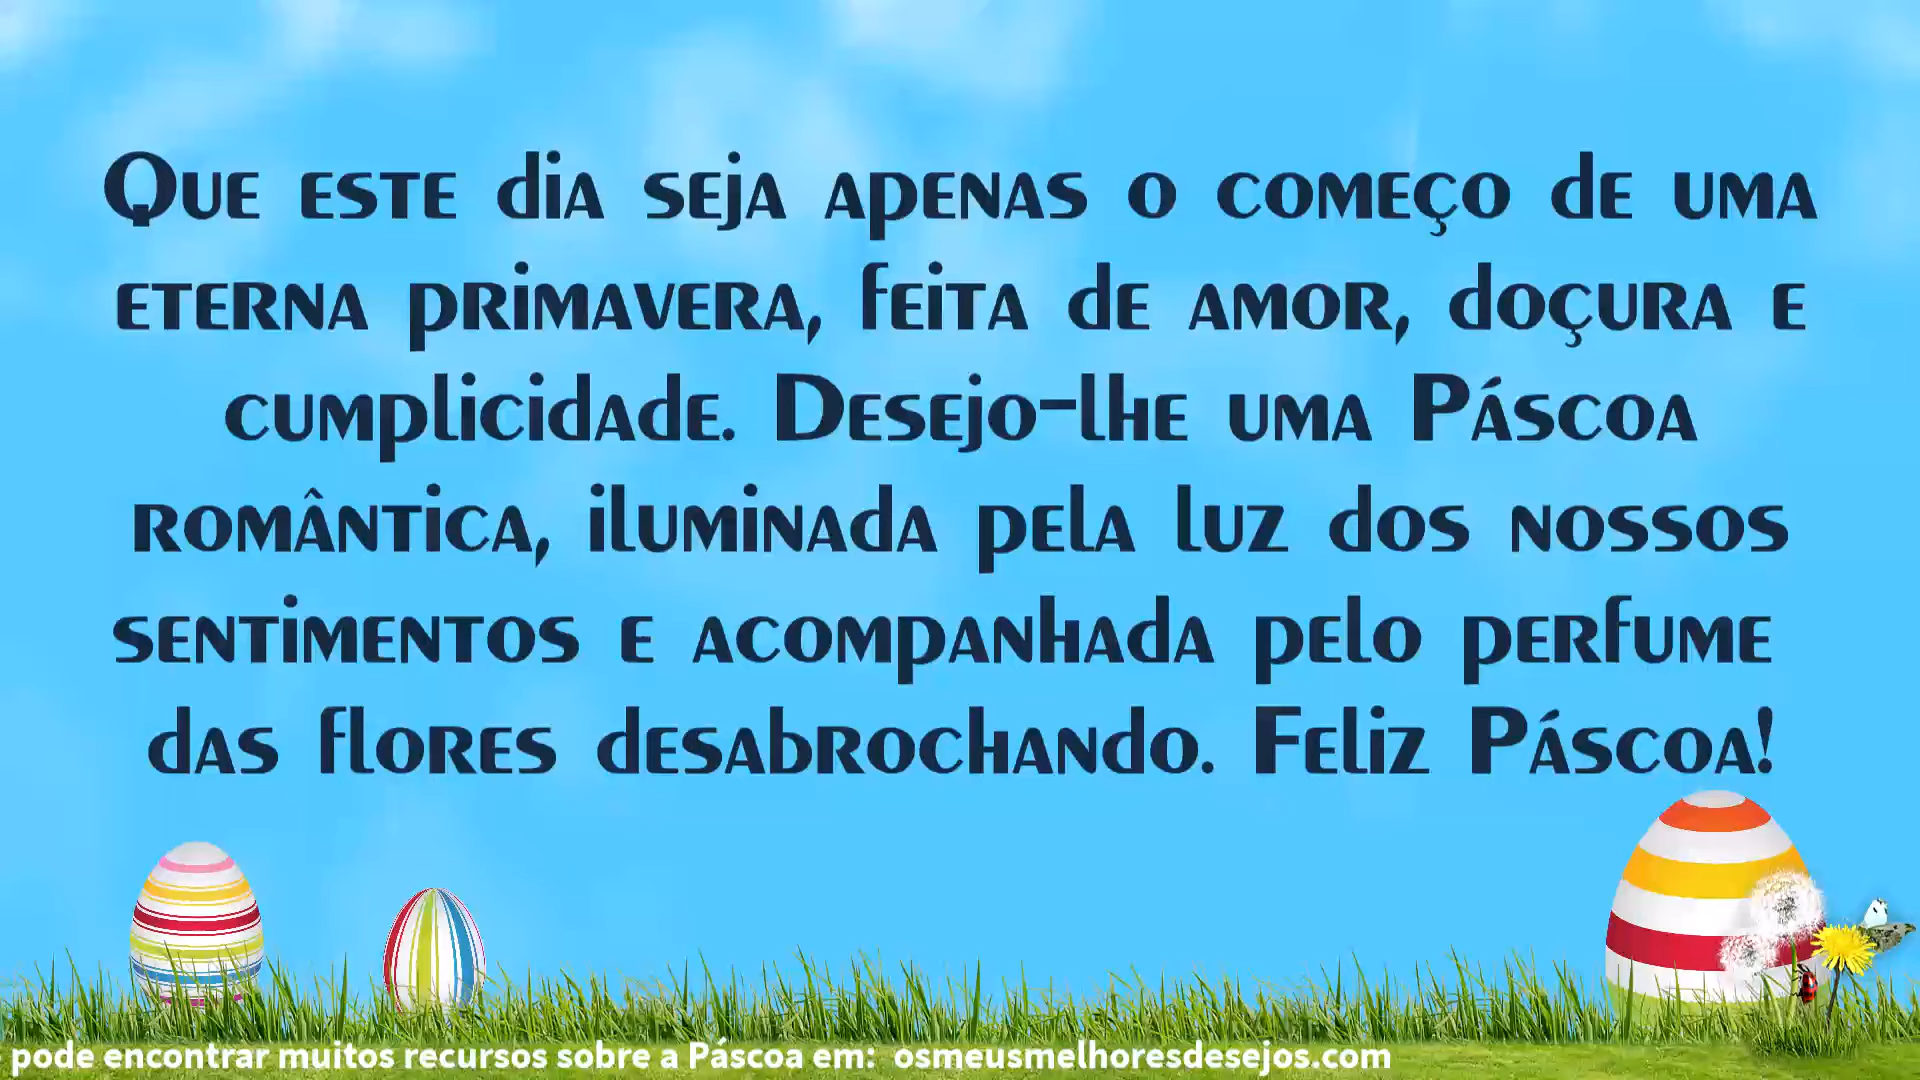 Que este dia seja apenas o começo de uma
eterna primavera, feita de amor, doçura e
cumplicidade. Desejo-lhe uma Páscoa
romântica, iluminada pela luz dos nossos
sentimentos e acompanhada pelo perfume
das flores desabrochando. Feliz Páscoa!
pode encontrar muitos recursos sobre a Páscoa em: osmeusmelhoresdesejos.com